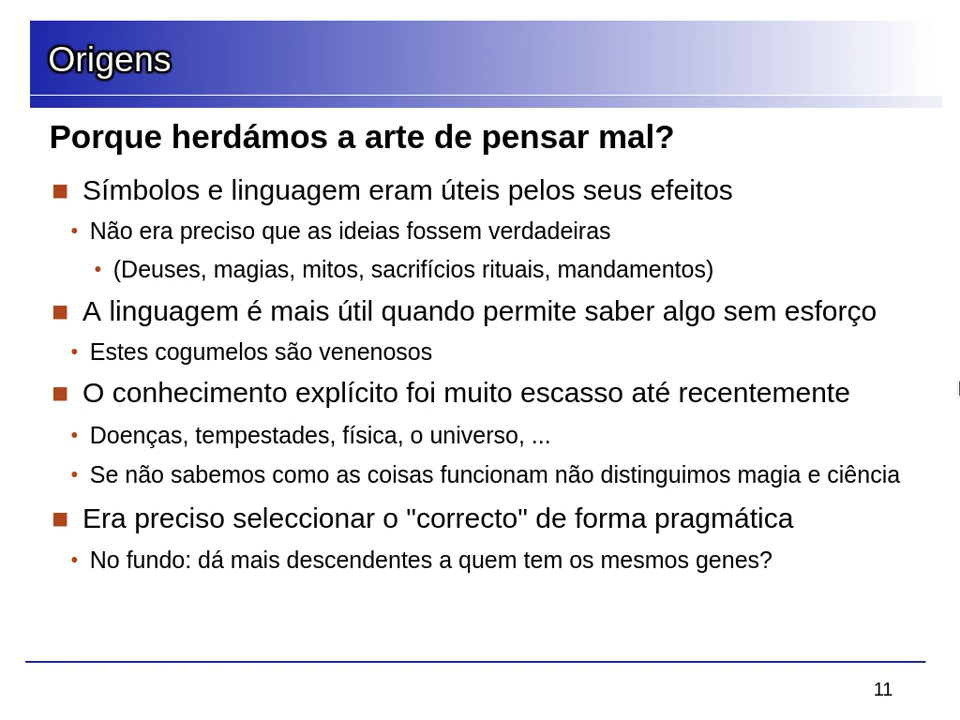 Origens
Porque herdámos a arte de pensar mal?
Símbolos e linguagem eram úteis pelos seus efeitos
Não era preciso que as ideias fossem verdadeiras
(Deuses, magias, mitos, sacrifícios rituais, mandamentos)
A linguagem é mais útil quando permite saber algo sem esforço
Estes cogumelos são venenosos
O conhecimento explícito foi muito escasso até recentemente
Doenças, tempestades, física, o universo, ...
Se não sabemos como as coisas funcionam não distinguimos magia e ciência
Era preciso seleccionar o "correcto" de forma pragmática
No fundo: dá mais descendentes a quem tem os mesmos genes?
11